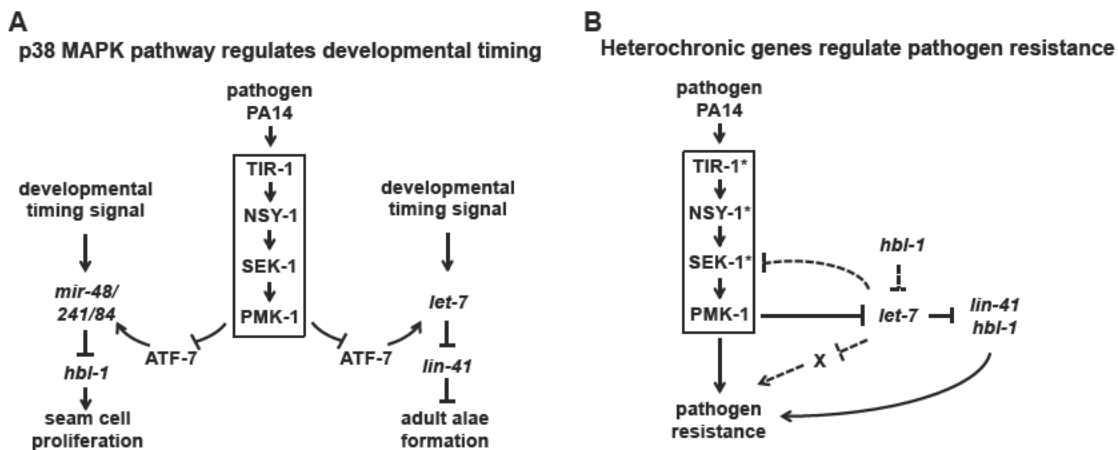 A
p38 MAPK pathway regulates developmental timing
pathogen
PA14
TIR-1
NSY-1
SEK-1
PMK-1
developmental
timing signal
mir-48/
241/84
hbl-1
seam cell
proliferation
ATF-7
ATF-7
developmental
timing signal
let-7
lin-41
adult alae
formation
B
Heterochronic genes regulate pathogen resistance
pathogen
PA14
TIR-1*
NSY-1*
SEK-1*
PMK-1
hbl-1
let-7
lin-41
hbl-1
X
pathogen
resistance